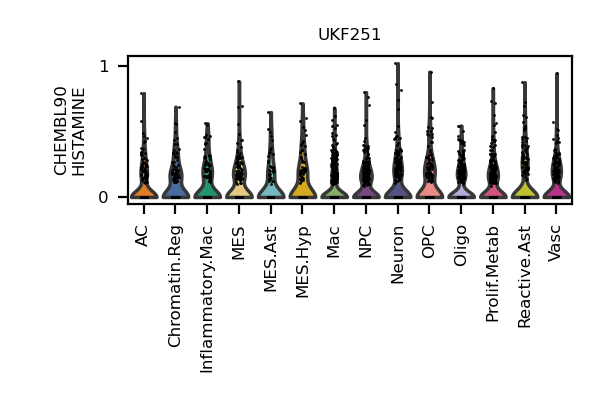 UKF251
CHEMBL90
HISTAMINE
1
0
AC
Chromatin.Reg
Inflammatory.Mac
MES
MES.Ast
MES.Hyp
Mac
NPC
Neuron
OPC
Oligo
Prolif.Metab
Reactive.Ast
Vasc